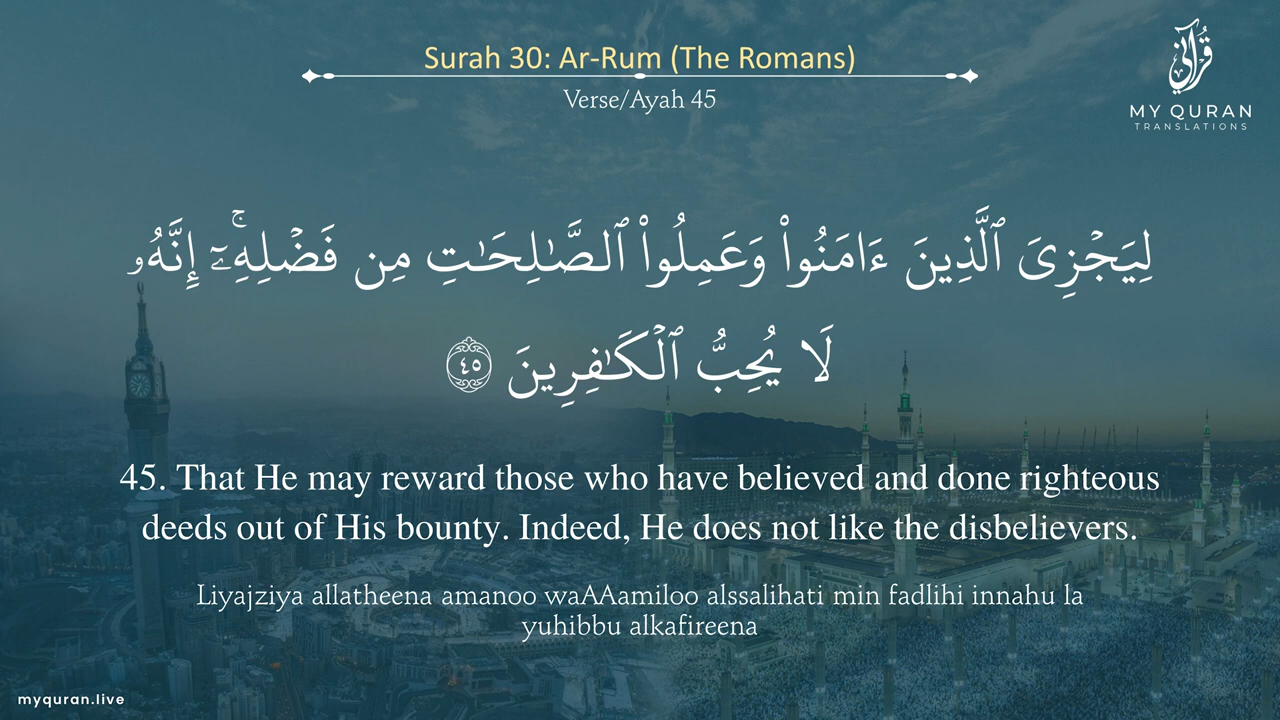 Surah 30: Ar-Rum (The Romans)
Verse/Ayah 45
قُرْآنِي
MY QURAN
TRANSLATIONS
لِيَجْزِىَ ٱلَّذِينَ ءَامَنُوا۟ وَعَمِلُوا۟ ٱلصَّـٰلِحَـٰتِ مِن فَضْلِهِۦٓ ۚ إِنَّهُۥ
لَا يُحِبُّ ٱلْكَـٰفِرِينَ ٤٥
45. That He may reward those who have believed and done righteous
deeds out of His bounty. Indeed, He does not like the disbelievers.
Liyajziya allatheena amanoo waAAamiloo alssalihati min fadlihi innahu la
yuhibbu alkafireena
myquran.live